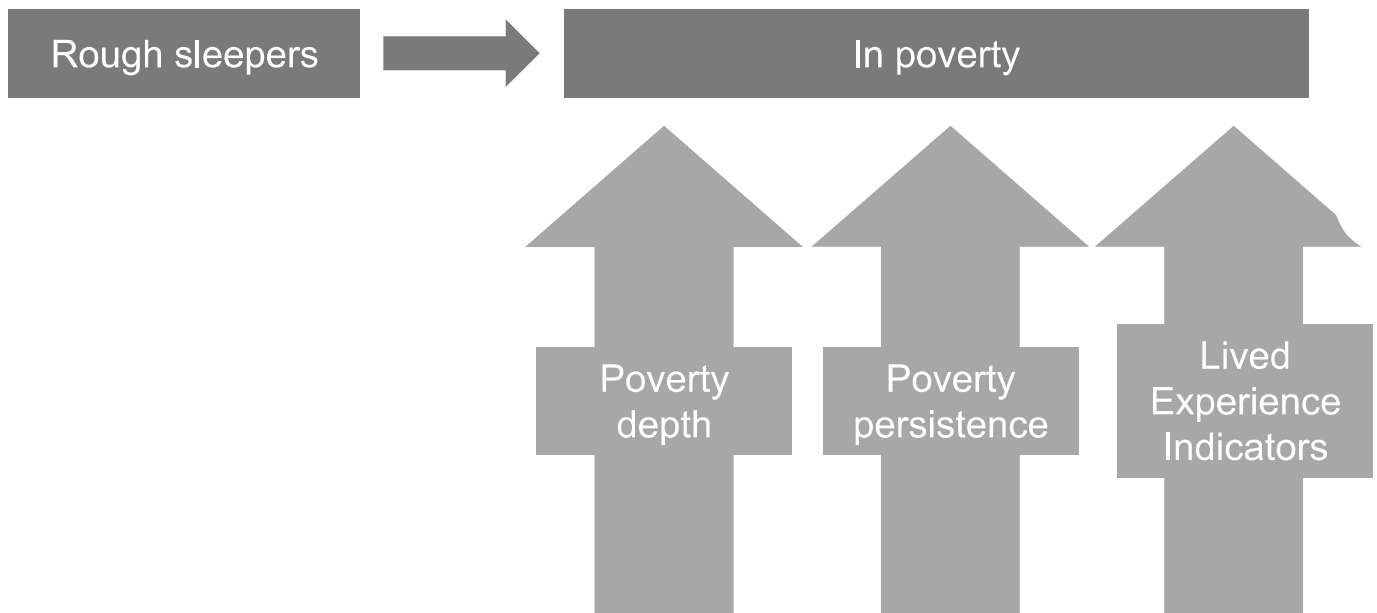 Rough sleepers
In poverty
Poverty
depth
Poverty
persistence
Lived
Experience
Indicators